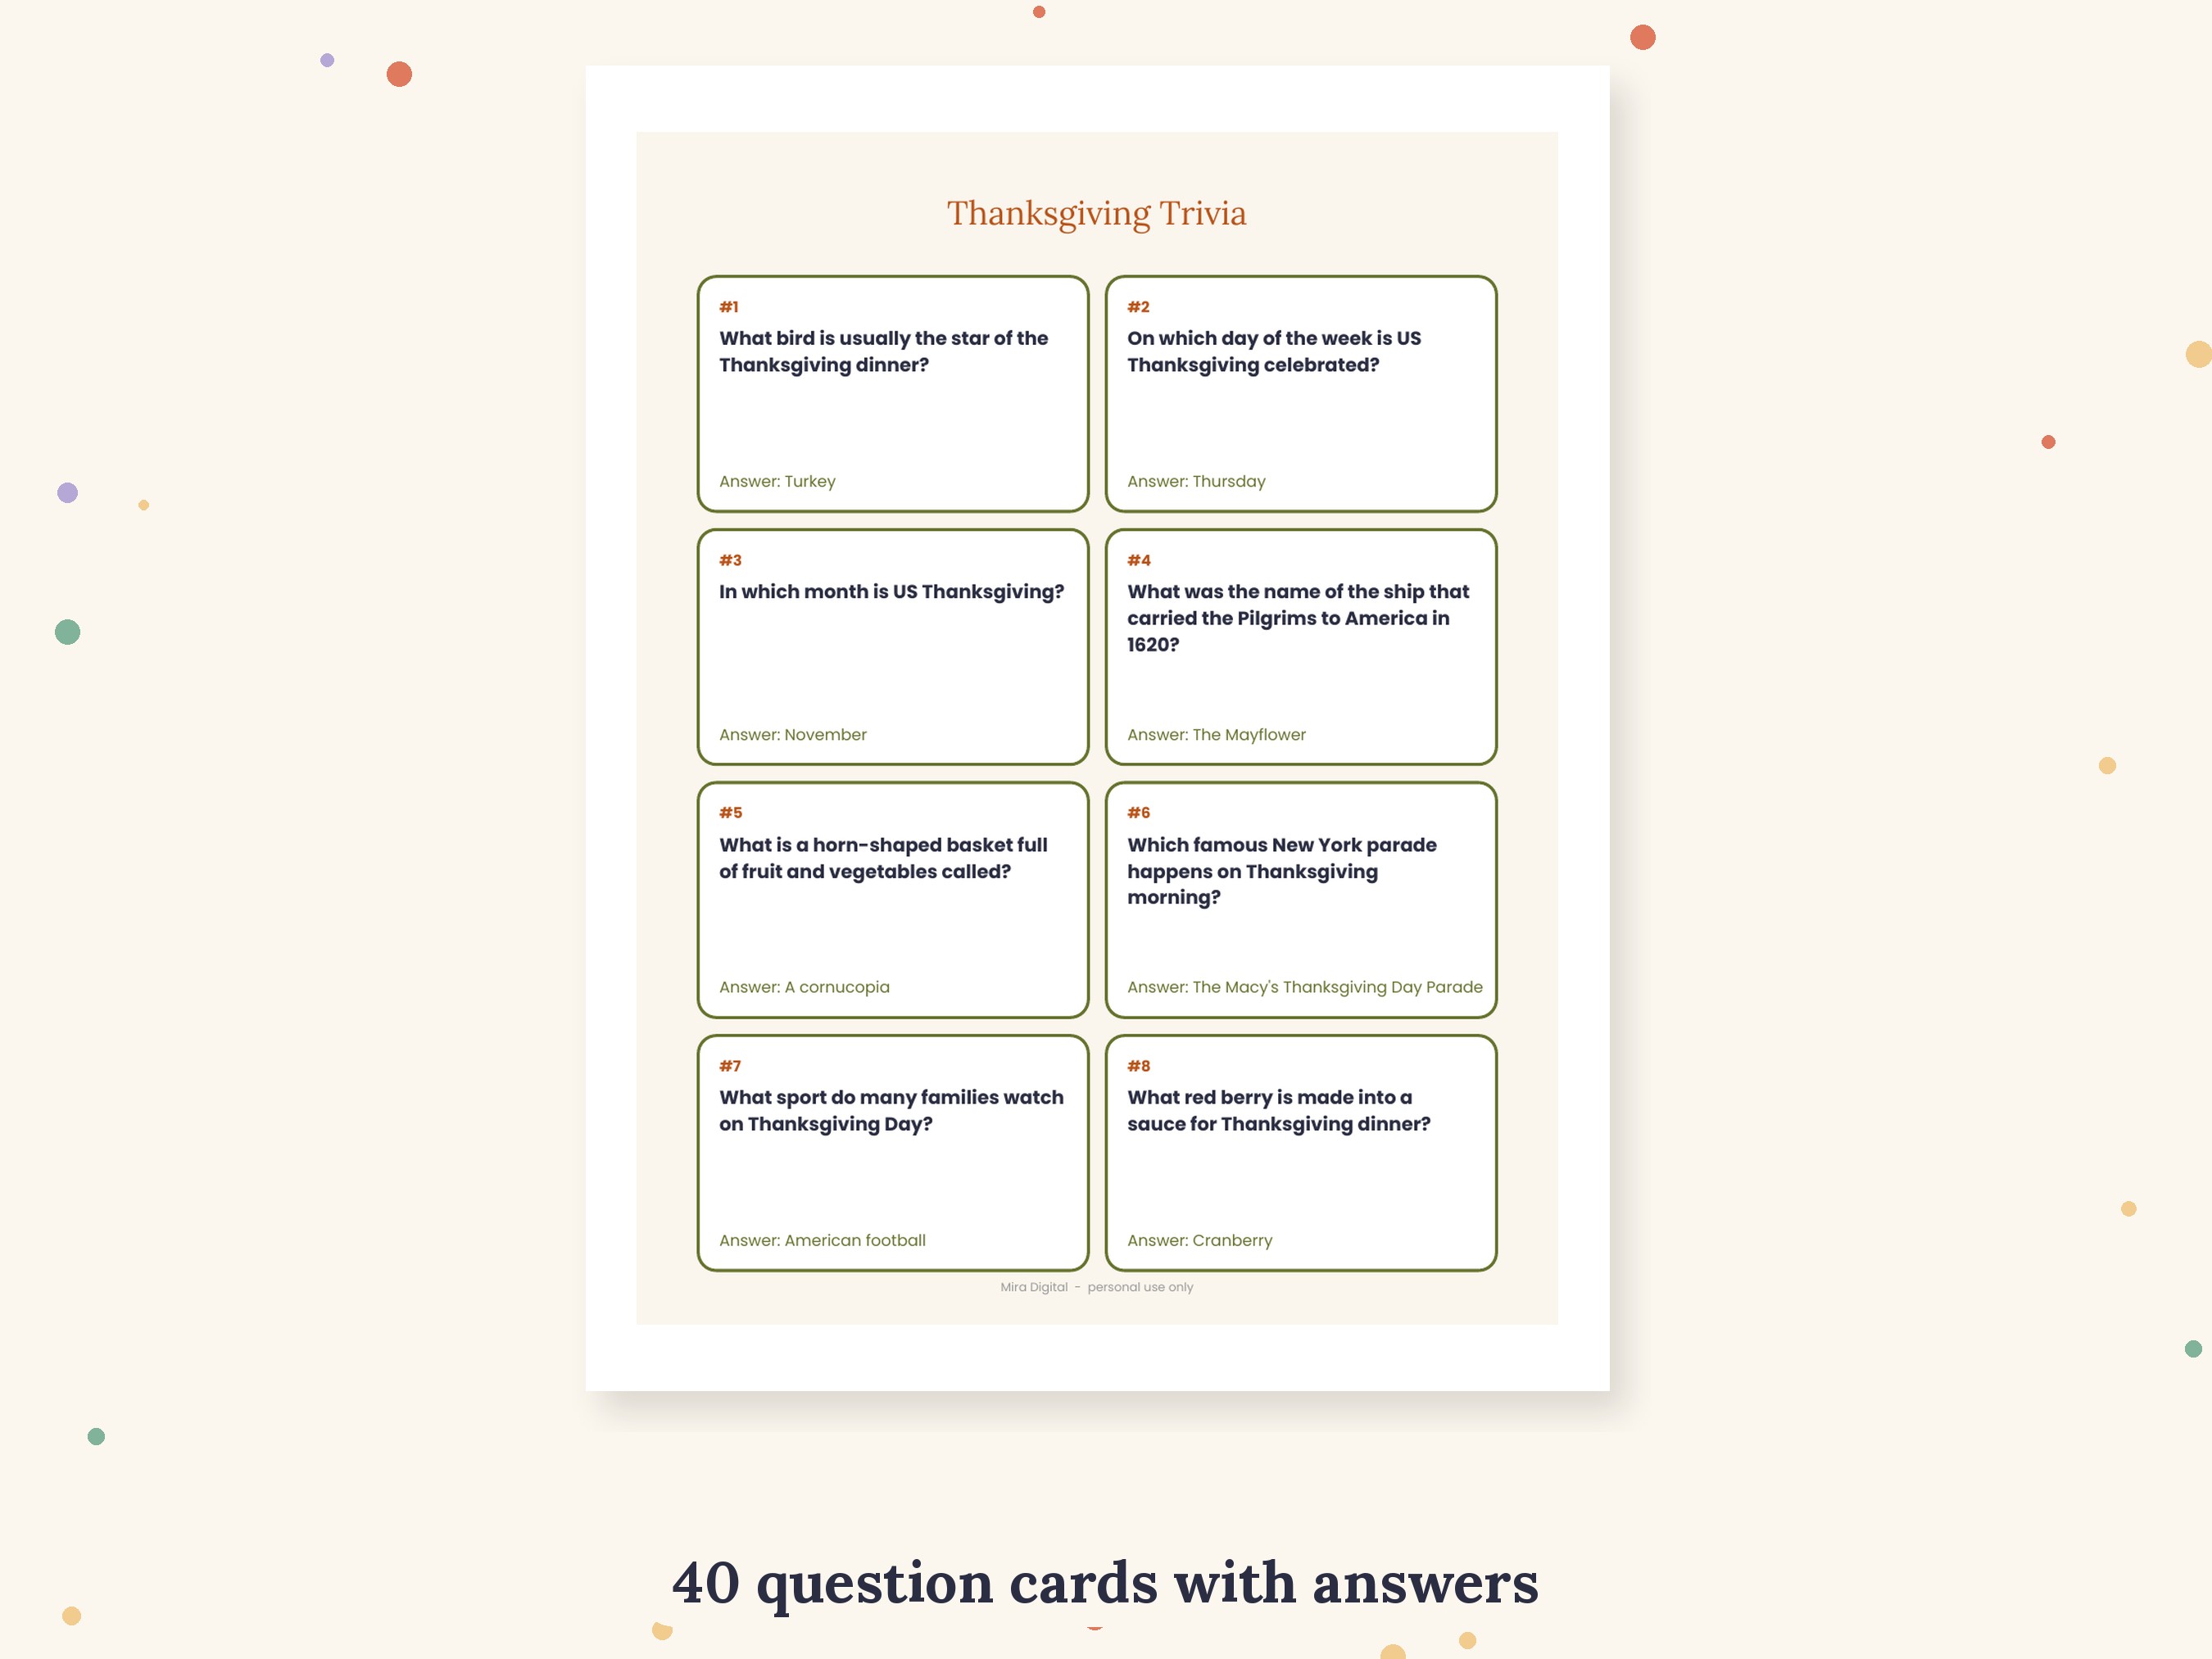 Thanksgiving Trivia
#1
What bird is usually the star of the
Thanksgiving dinner?
Answer: Turkey
#2
On which day of the week is US
Thanksgiving celebrated?
Answer: Thursday
#3
In which month is US Thanksgiving?
Answer: November
#4
What was the name of the ship that
carried the Pilgrims to America in
1620?
Answer: The Mayflower
#5
What is a horn-shaped basket full
of fruit and vegetables called?
Answer: A cornucopia
#6
Which famous New York parade
happens on Thanksgiving
morning?
Answer: The Macy's Thanksgiving Day Parade
#7
What sport do many families watch
on Thanksgiving Day?
Answer: American football
#8
What red berry is made into a
sauce for Thanksgiving dinner?
Answer: Cranberry
Mira Digital - personal use only
40 question cards with answers